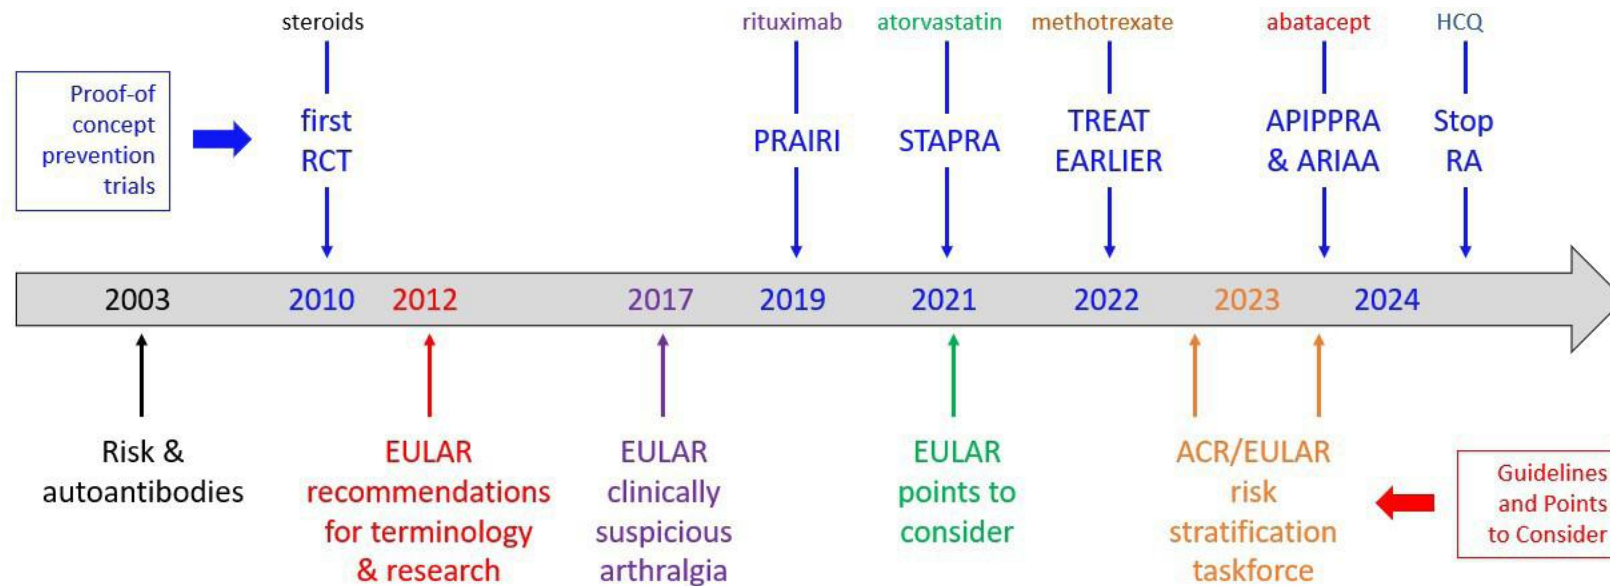 steroids
rituximab
atorvastatin
methotrexate
abatacept
HCQ
Proof-of
concept
prevention
trials
first
RCT
PRAIRI
STAPRA
TREAT
EARLIER
APIPPRA
& ARIAA
Stop
RA
2003
2010
2012
2017
2019
2021
2022
2023
2024
Risk &
autoantibodies
EULAR
recommendations
for terminology
& research
EULAR
clinically
suspicious
arthralgia
EULAR
points to
consider
ACR/EULAR
risk
stratification
taskforce
Guidelines
and Points
to Consider